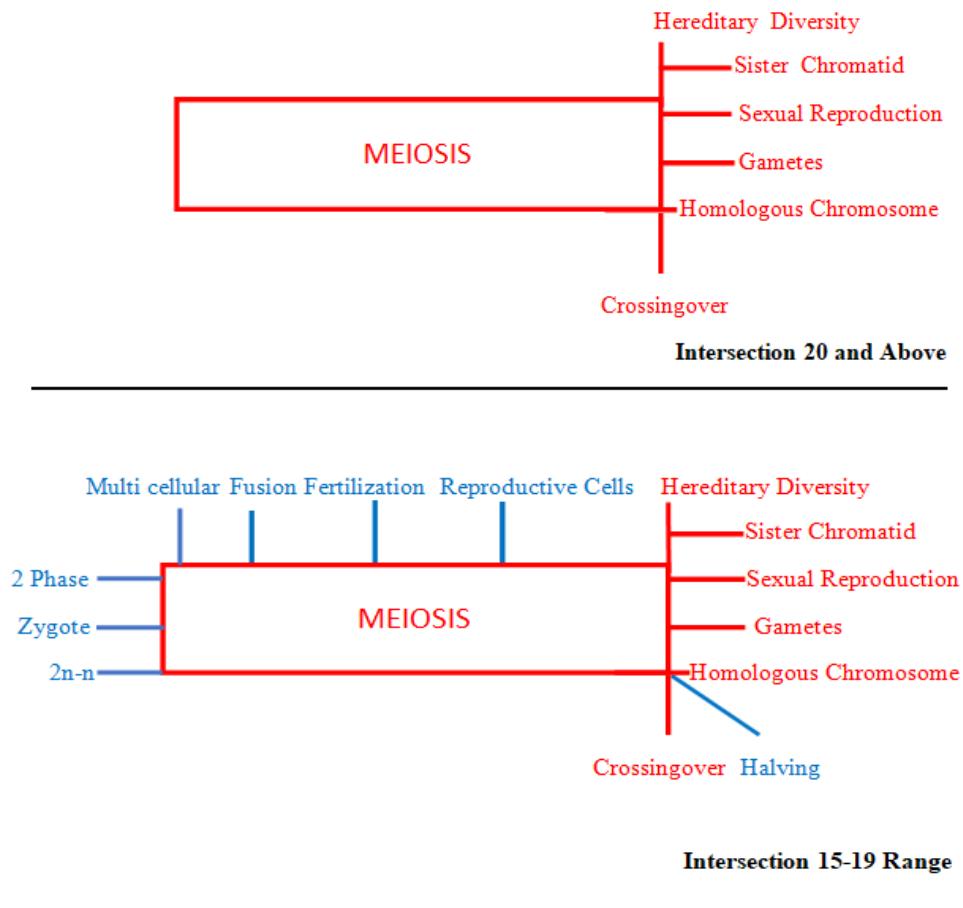 Hereditary Diversity
Sister Chromatid
Sexual Reproduction
MEIOSIS
Gametes
Homologous Chromosome
Crossingover
Intersection 20 and Above
Multi cellular Fusion Fertilization Reproductive Cells Hereditary Diversity
Sister Chromatid
2 Phase
Sexual Reproduction
MEIOSIS
Zygote
Gametes
2n-n
Homologous Chromosome
Crossingover Halving
Intersection 15-19 Range